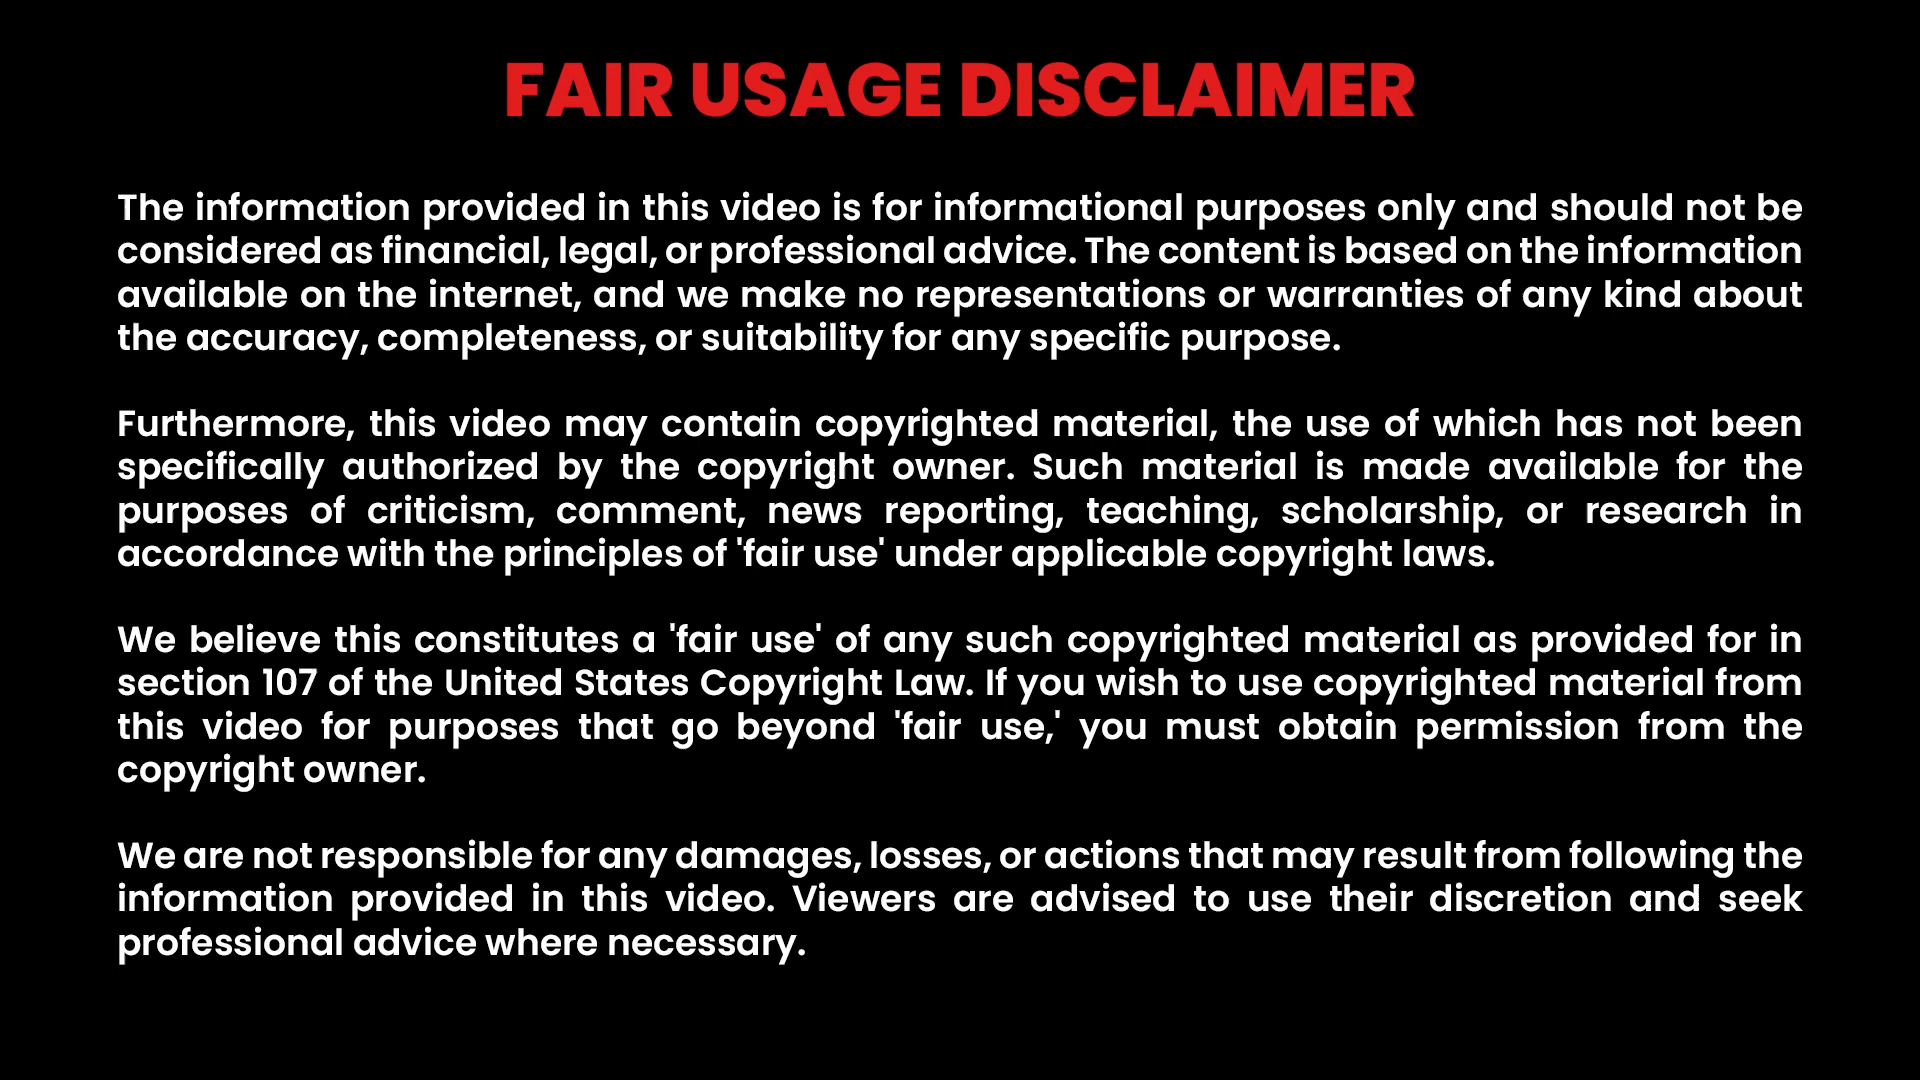 FAIR USAGE DISCLAIMER
The information provided in this video is for informational purposes only and should not be
considered as financial, legal, or professional advice. The content is based on the information
available on the internet, and we make no representations or warranties of any kind about
the accuracy, completeness, or suitability for any specific purpose.
Furthermore, this video may contain copyrighted material, the use of which has not been
specifically authorized by the copyright owner. Such material is made available for the
purposes of criticism, comment, news reporting, teaching, scholarship, or research in
accordance with the principles of 'fair use' under applicable copyright laws.
We believe this constitutes a 'fair use' of any such copyrighted material as provided for in
section 107 of the United States Copyright Law. If you wish to use copyrighted material from
this video for purposes that go beyond 'fair use,' you must obtain permission from the
copyright owner.
We are not responsible for any damages, losses, or actions that may result from following the
information provided in this video. Viewers are advised to use their discretion and seek
professional advice where necessary.